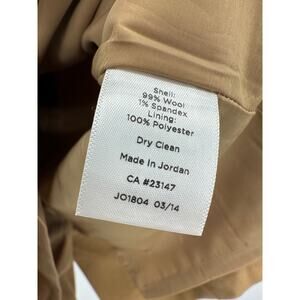 Shell:
99% Wool
1% Spandex
Lining:
100% Polyester
Dry Clean
Made In Jordan
CA #23147
JO1804 03/14